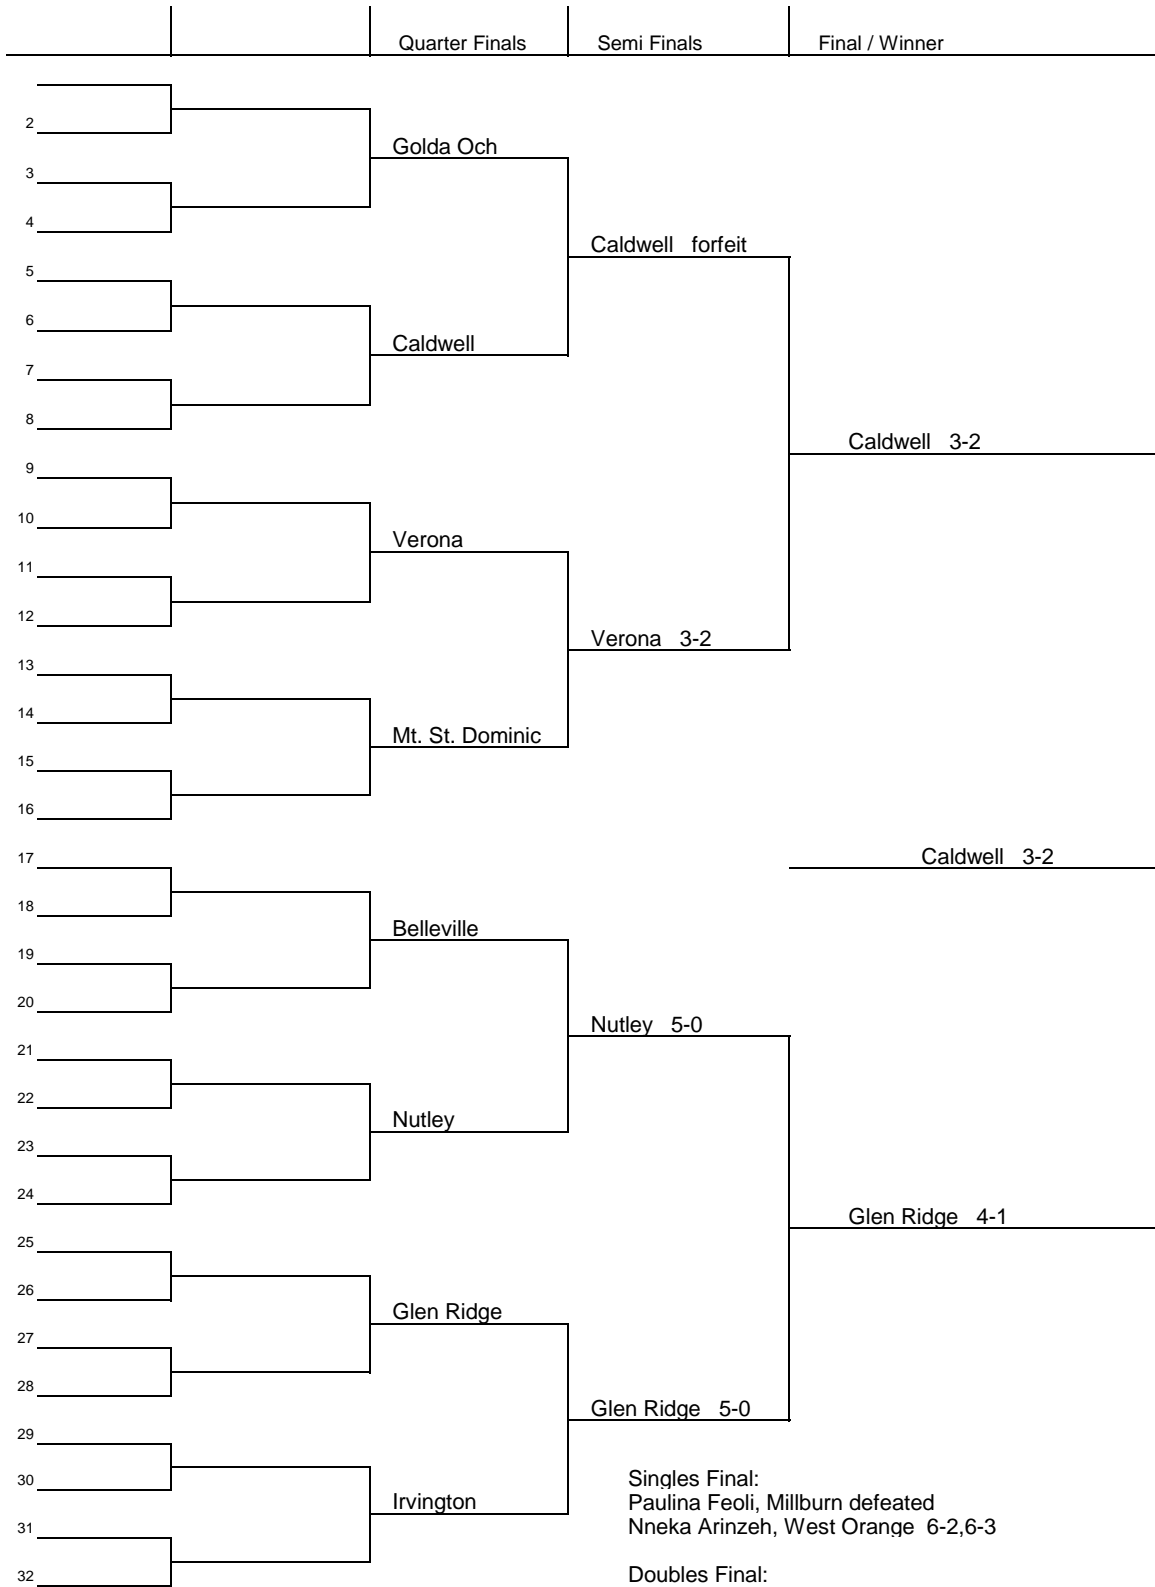 Quarter Finals Semi Finals Final / Winner
2
Golda Och
3
4
Caldwell forfeit
5
6
Caldwell
7
8
Caldwell 3-2
9
10
Verona
11
12
Verona 3-2
13
14
Mt. St. Dominic
15
16
17
Caldwell 3-2
18
Belleville
19
20
Nutley 5-0
21
22
Nutley
23
24
Glen Ridge 4-1
25
26
Glen Ridge
27
28
Glen Ridge 5-0
29
30
Singles Final:
Irvington
Paulina Feoli, Millburn defeated
31
Nneka Arinzeh, West Orange 6-2,6-3
32
Doubles Final: